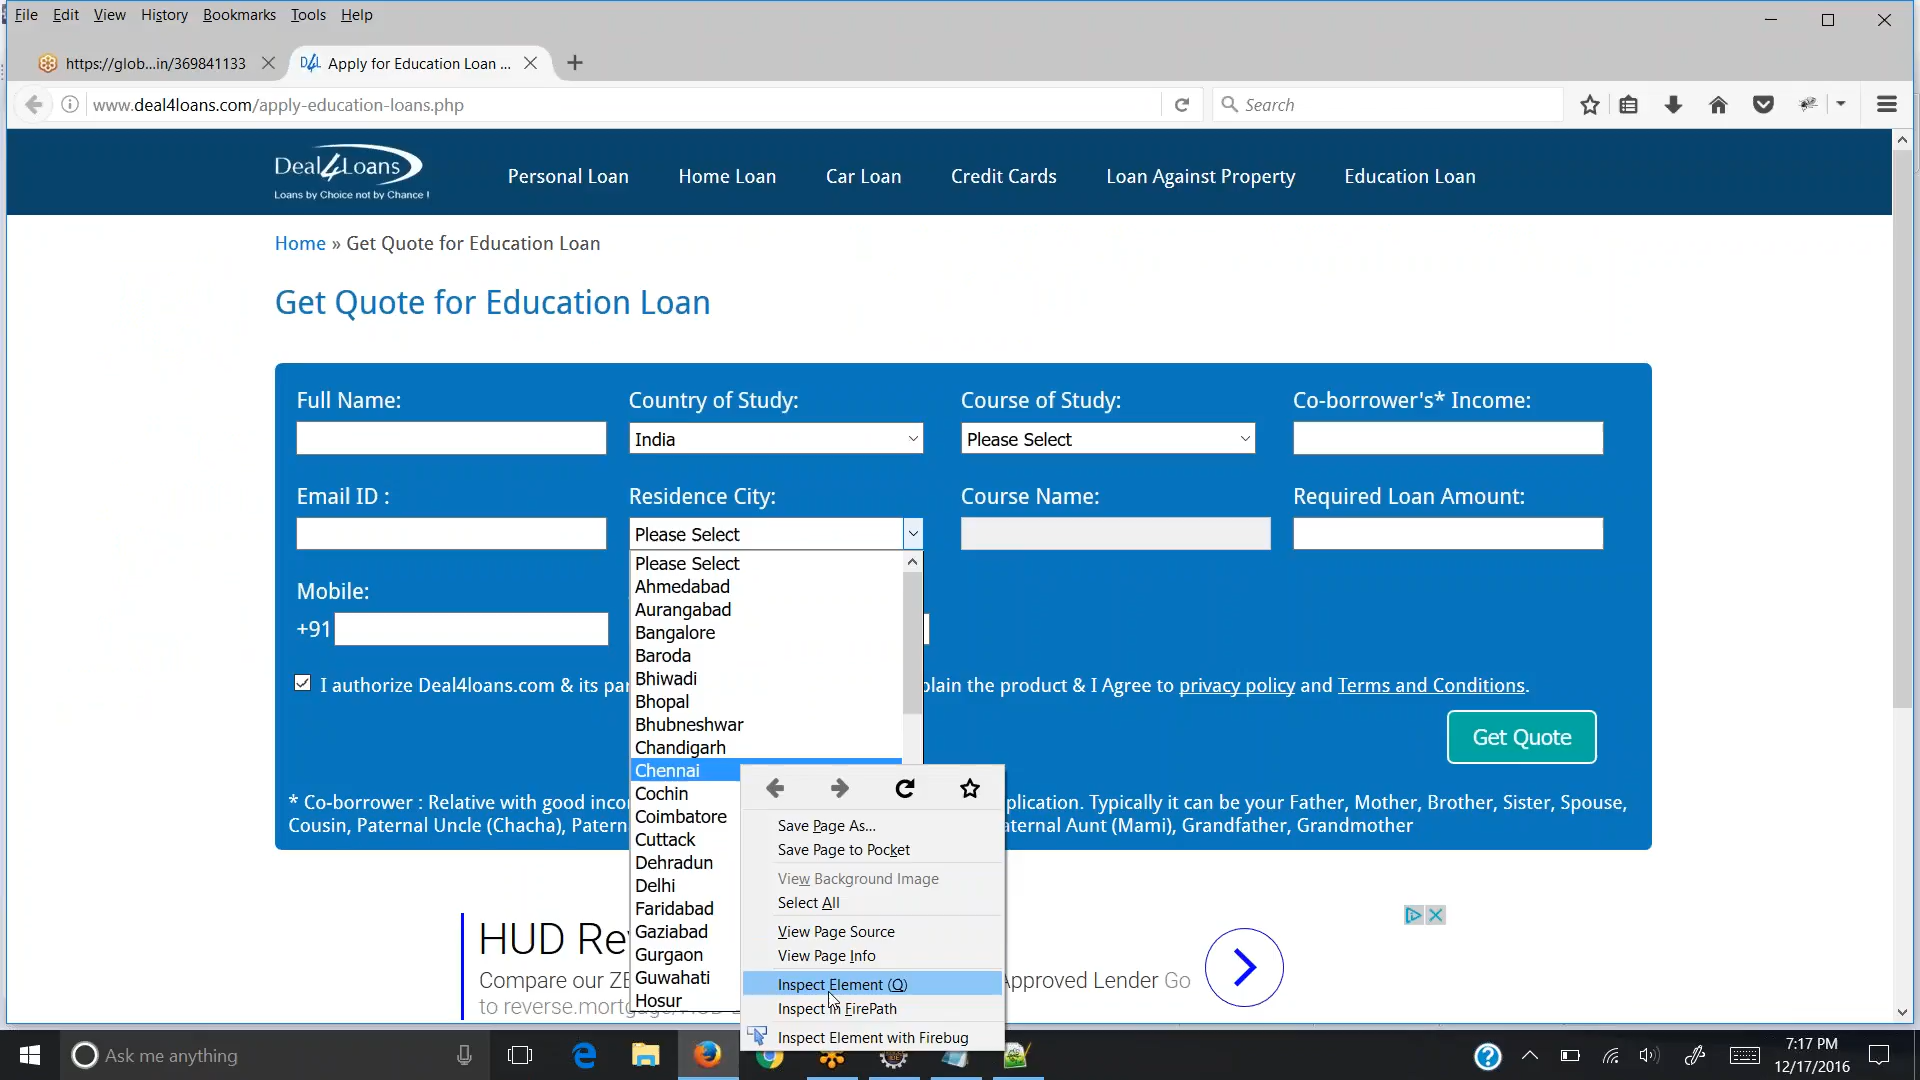 File Edit View History Bookmarks Tools Help
https://glob...in/369841133
Apply for Education Loan ...
www.deal4loans.com/apply-education-loans.php
Search
Deal4Loans
Loans by Choice not by Chance !
Personal Loan
Home Loan
Car Loan
Credit Cards
Loan Against Property
Education Loan
Home » Get Quote for Education Loan
Get Quote for Education Loan
Full Name:
Country of Study:
Course of Study:
Co-borrower's* Income:
India
Please Select
Email ID :
Residence City:
Course Name:
Required Loan Amount:
Please Select
Please Select
Ahmedabad
Aurangabad
Bangalore
Baroda
Bhiwadi
Bhopal
Bhubneshwar
Chandigarh
Chennai
Cochin
Coimbatore
Cuttack
Dehradun
Delhi
Faridabad
Gaziabad
Gurgaon
Guwahati
Hosur
Mobile:
+91
I authorize Deal4loans.com & its par
plain the product & I Agree to privacy policy and Terms and Conditions.
Get Quote
* Co-borrower : Relative with good inco
plication. Typically it can be your Father, Mother, Brother, Sister, Spouse,
Cousin, Paternal Uncle (Chacha), Patern
aternal Aunt (Mami), Grandfather, Grandmother
Save Page As...
Save Page to Pocket
View Background Image
Select All
View Page Source
View Page Info
Inspect Element (Q)
Inspect in FirePath
Inspect Element with Firebug
HUD Re
Compare our
Approved Lender Go
to reverse.mortgage
Ask me anything
7:17 PM
12/17/2016